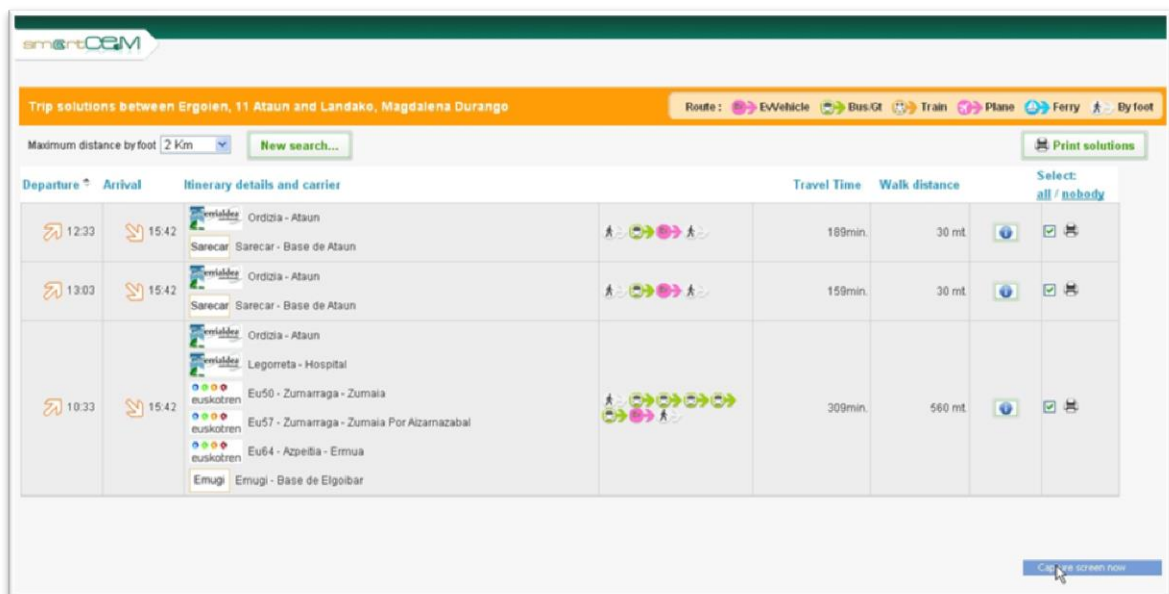 smartCEM
Trip solutions between Ergoien, 11 Ataun and Landako, Magdalena Durango
Route : EvVehicle Bus/Gt Train Plane Ferry By foot
Maximum distance by foot 2 Km New search... Print solutions
Departure Arrival Itinerary details and carrier Travel Time Walk distance Select:
all / nobody
12:33 15:42 Ordizia - Ataun 189min. 30 mt.
Sarecar Sarecar - Base de Ataun
13:03 15:42 Ordizia - Ataun 159min. 30 mt.
Sarecar Sarecar - Base de Ataun
10:33 15:42 309min. 560 mt.
Ordizia - Ataun
Legorreta - Hospital
euskotren Eu50 - Zumarraga - Zumaia
euskotren Eu57 - Zumarraga - Zumaia Por Aizarnazabal
euskotren Eu64 - Azpeitia - Ermua
Emugi Emugi - Base de Elgoibar
Capture screen now